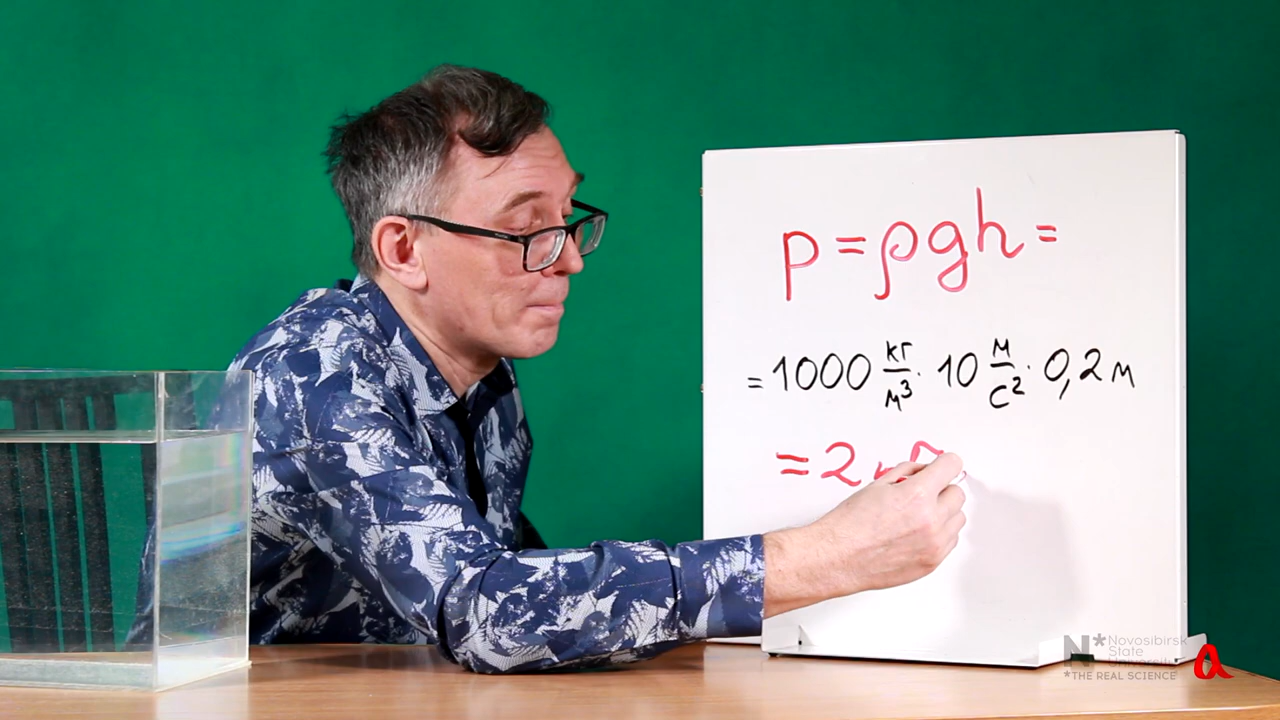 p = ρgh =
= 1000 кг/м³ · 10 м/с² · 0,2 м
= 2
N* Novosibirsk
State
University
*THE REAL SCIENCE